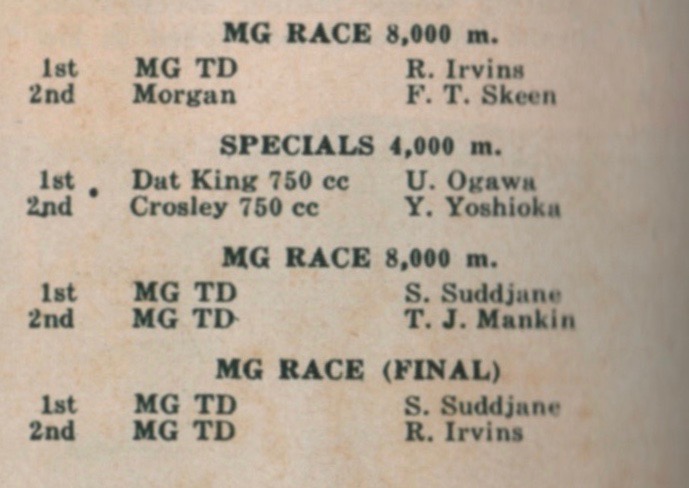 MG RACE 8,000 m.
1st MG TD R. Irvins
2nd Morgan F. T. Skeen
SPECIALS 4,000 m.
1st Dat King 750 cc U. Ogawa
2nd Crosley 750 cc Y. Yoshioka
MG RACE 8,000 m.
1st MG TD S. Suddjane
2nd MG TD T. J. Mankin
MG RACE (FINAL)
1st MG TD S. Suddjane
2nd MG TD R. Irvins